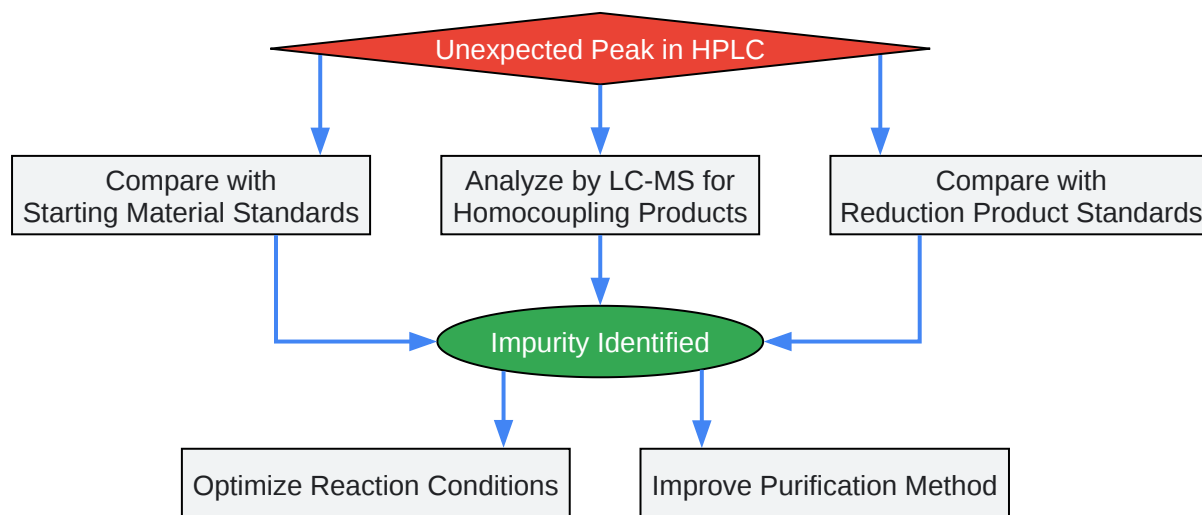 Unexpected Peak in HPLC
Compare with
Starting Material Standards
Analyze by LC-MS for
Homocoupling Products
Compare with
Reduction Product Standards
Impurity Identified
Optimize Reaction Conditions
Improve Purification Method